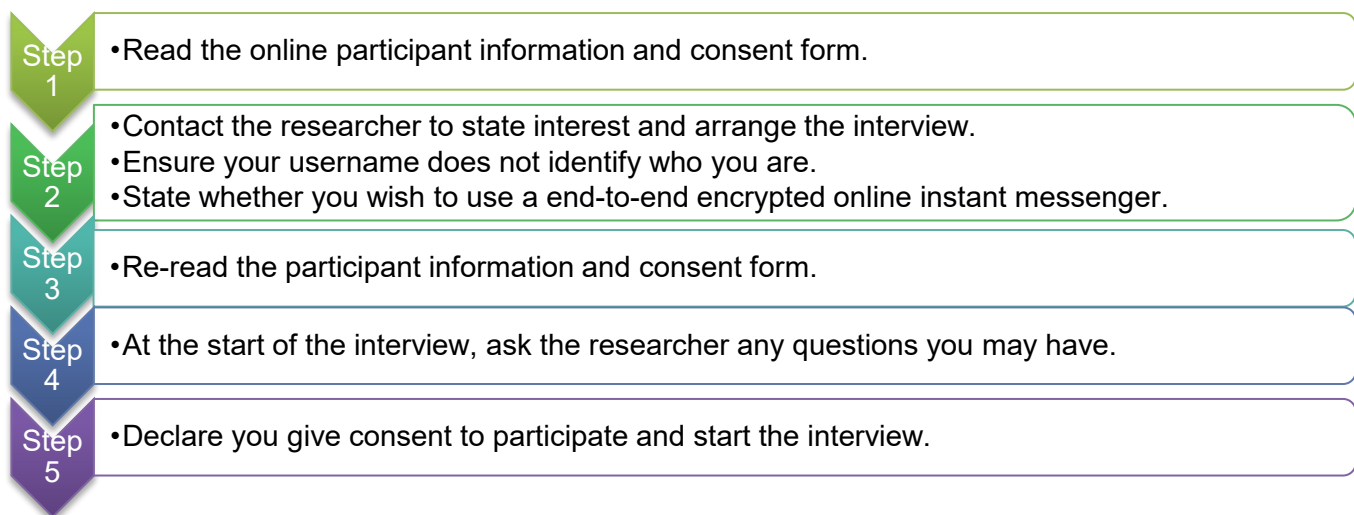 Step
1
•Read the online participant information and consent form.
Step
2
•Contact the researcher to state interest and arrange the interview.
•Ensure your username does not identify who you are.
•State whether you wish to use a end-to-end encrypted online instant messenger.
Step
3
•Re-read the participant information and consent form.
Step
4
•At the start of the interview, ask the researcher any questions you may have.
Step
5
•Declare you give consent to participate and start the interview.